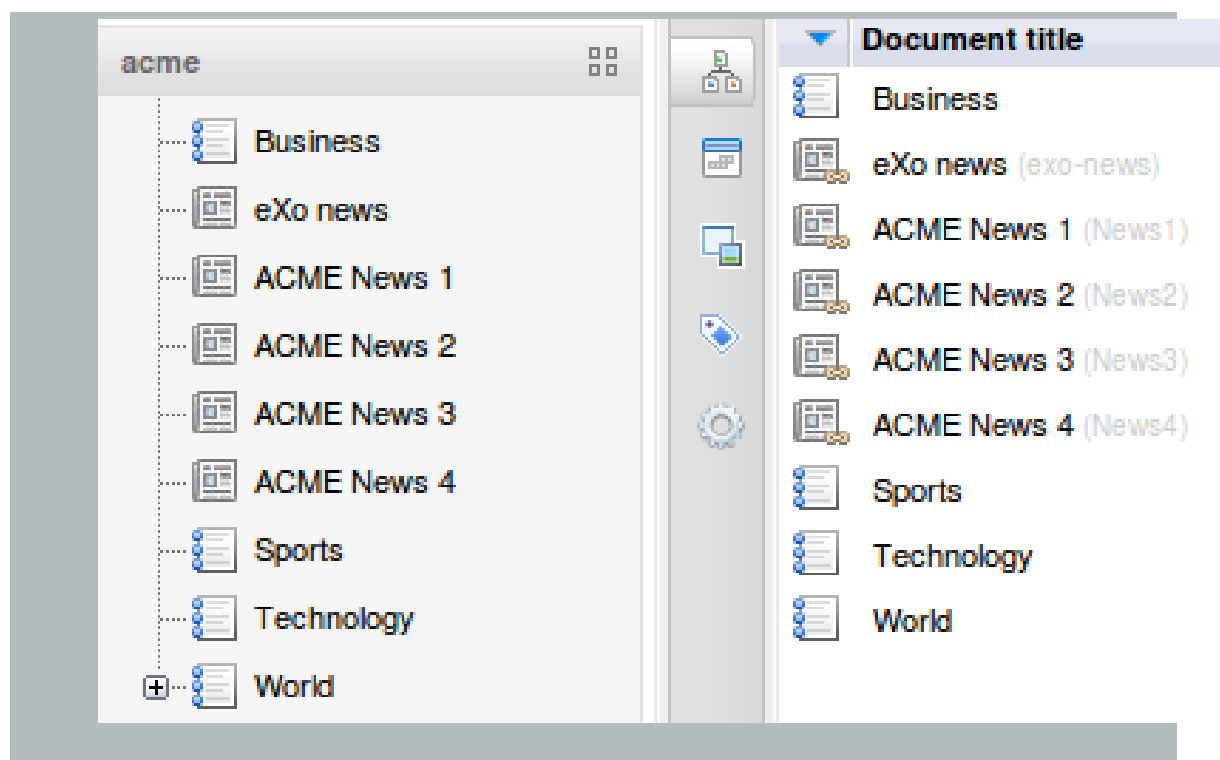 acme
Business
eXo news
ACME News 1
ACME News 2
ACME News 3
ACME News 4
Sports
Technology
World
Document title
Business
eXo news (exo-news)
ACME News 1 (News1)
ACME News 2 (News2)
ACME News 3 (News3)
ACME News 4 (News4)
Sports
Technology
World